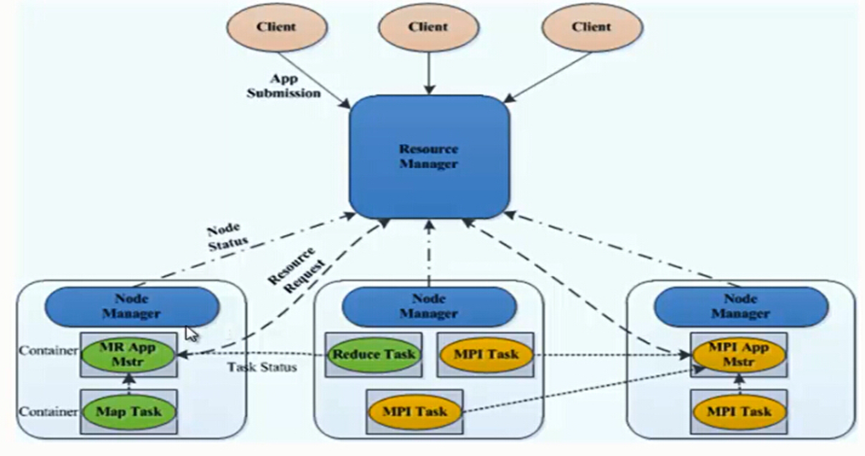 Client
Client
Client
App
Submission
Resource
Manager
Node
Status
Resource
Request
Node
Manager
Node
Manager
Node
Manager
Container
MR App
Mstr
Reduce Task
MPI Task
MPI App
Mstr
Task Status
Container
Map Task
MPI Task
MPI Task